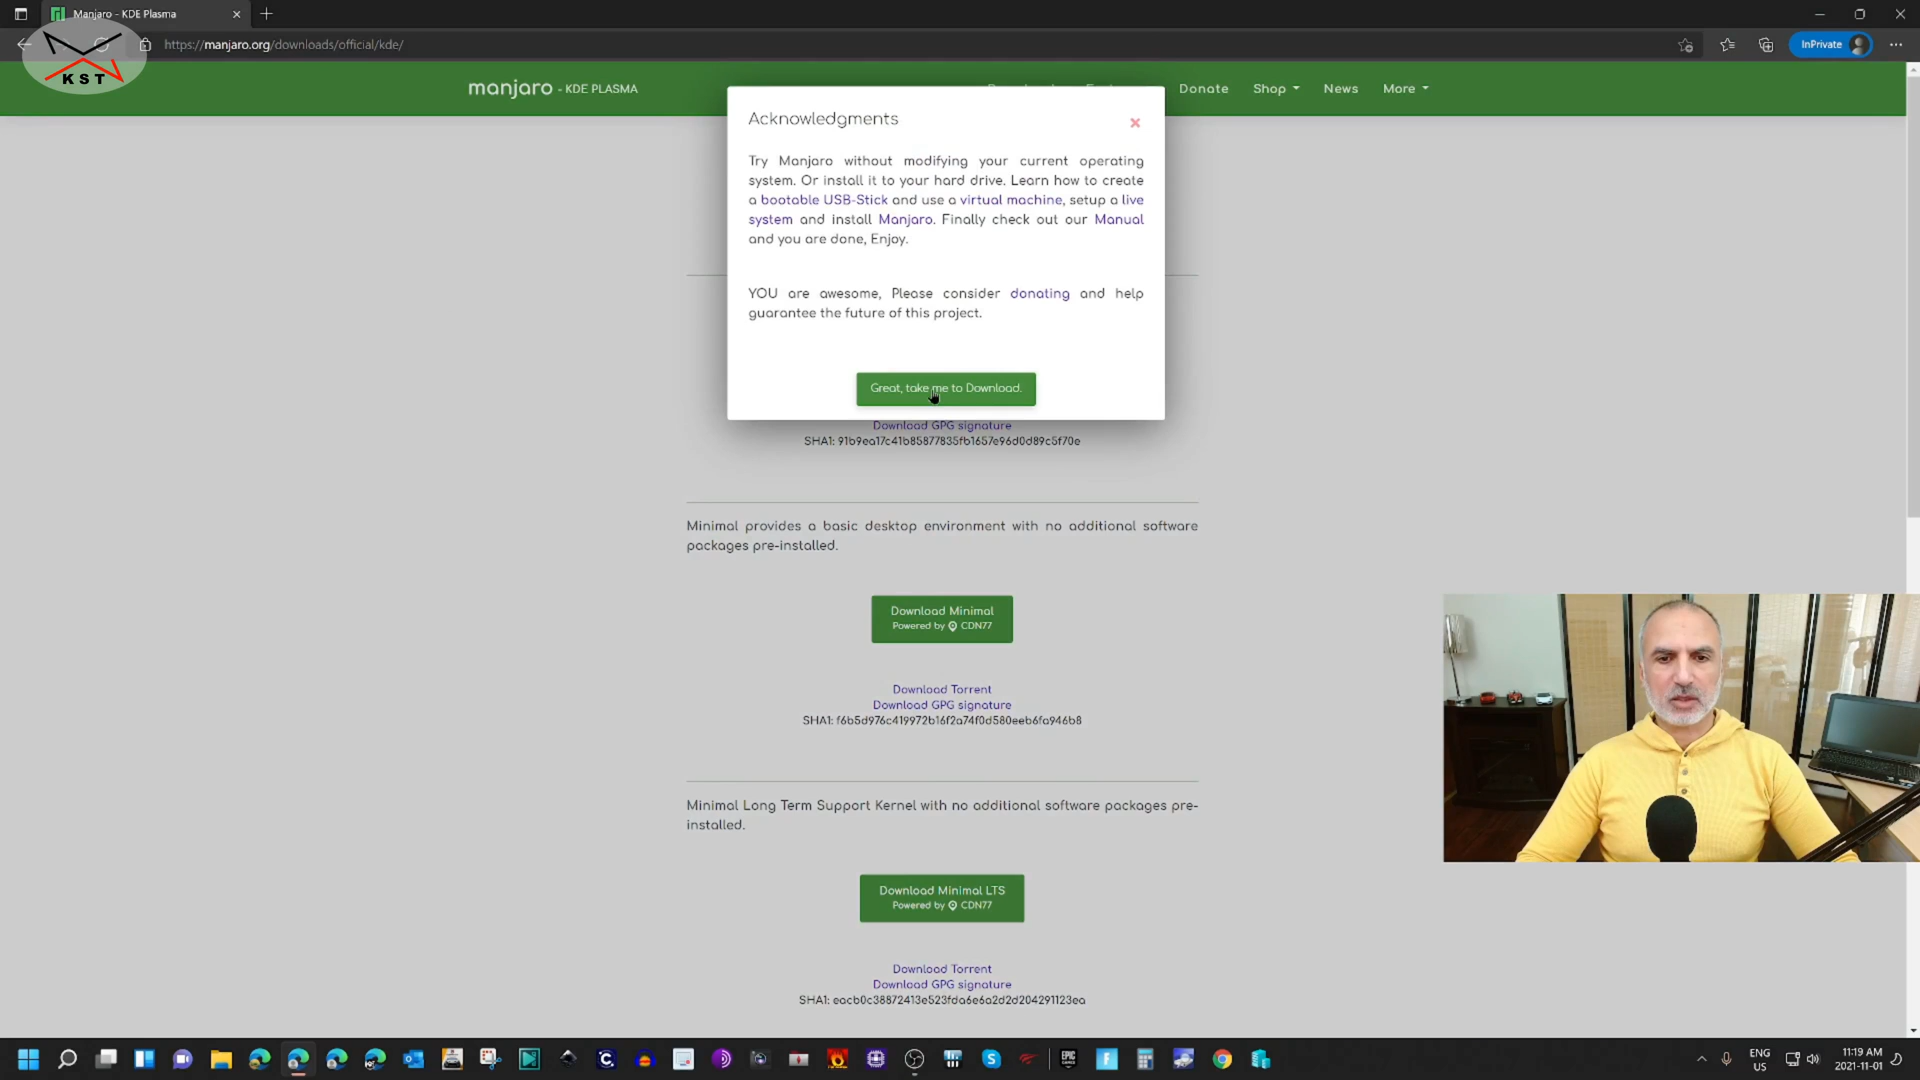 Manjaro - KDE Plasma
https://manjaro.org/downloads/official/kde/
InPrivate
KST
manjaro - KDE PLASMA
Donate
Shop
News
More
Acknowledgments
Try Manjaro without modifying your current operating
system. Or install it to your hard drive. Learn how to create
a bootable USB-Stick and use a virtual machine, setup a live
system and install Manjaro. Finally check out our Manual
and you are done, Enjoy.
YOU are awesome, Please consider donating and help
guarantee the future of this project.
Great, take me to Download.
Download GPG signature
SHA1: 91b9ea17c41b85877835fb1657e96d0d89c5f70e
Minimal provides a basic desktop environment with no additional software
packages pre-installed.
Download Minimal
Powered by CDN77
Download Torrent
Download GPG signature
SHA1: f6b5d976c419972b16f2a74f0d580eeb6fa946b8
Minimal Long Term Support Kernel with no additional software packages pre-
installed.
Download Minimal LTS
Powered by CDN77
Download Torrent
Download GPG signature
SHA1: eacb0c38872413e523fda6e6a2d2d204291123ea
EPIC
ENG
US
11:19 AM
2021-11-01